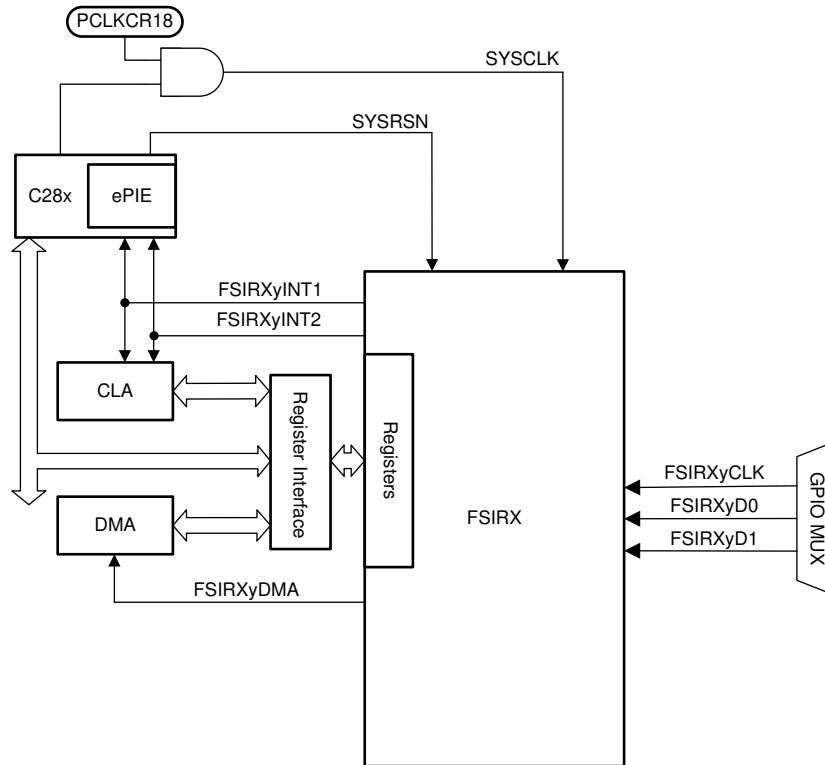 PCLKCR18
SYSCLK
SYSRSN
C28x
ePIE
FSIRXyINT1
FSIRXyINT2
CLA
Register Interface
Registers
FSIRX
FSIRXyCLK
FSIRXyD0
FSIRXyD1
GPIO MUX
DMA
FSIRXyDMA